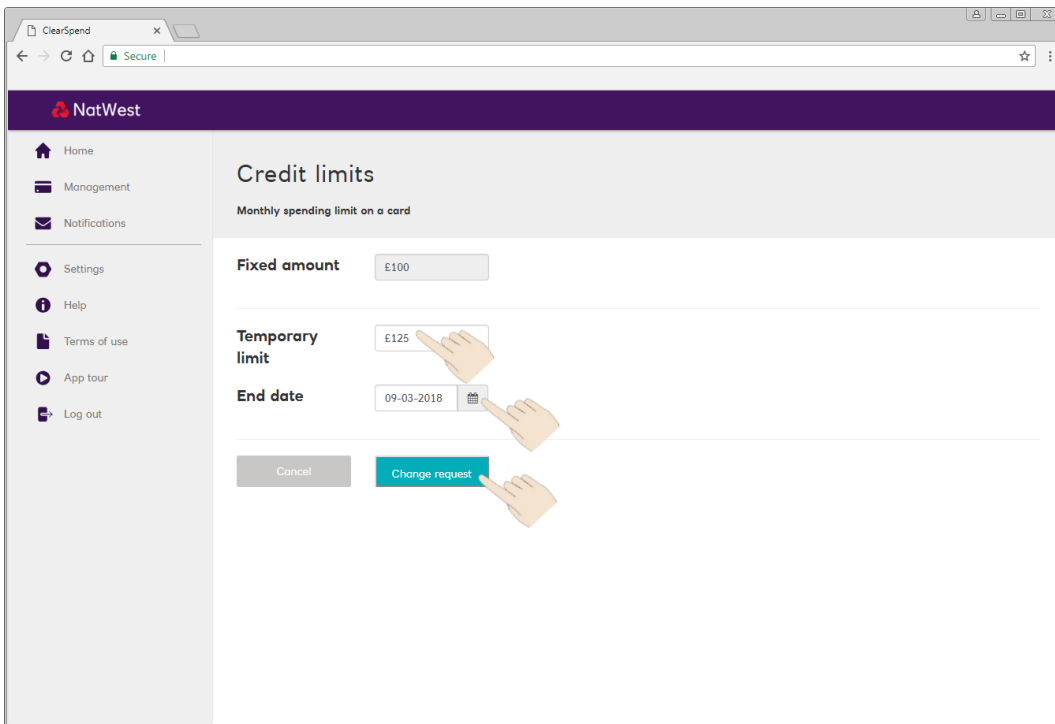 ClearSpend
Secure
NatWest
Home
Management
Notifications
Settings
Help
Terms of use
App tour
Log out
Credit limits
Monthly spending limit on a card
Fixed amount
£100
Temporary
limit
£125
End date
09-03-2018
Cancel
Change request